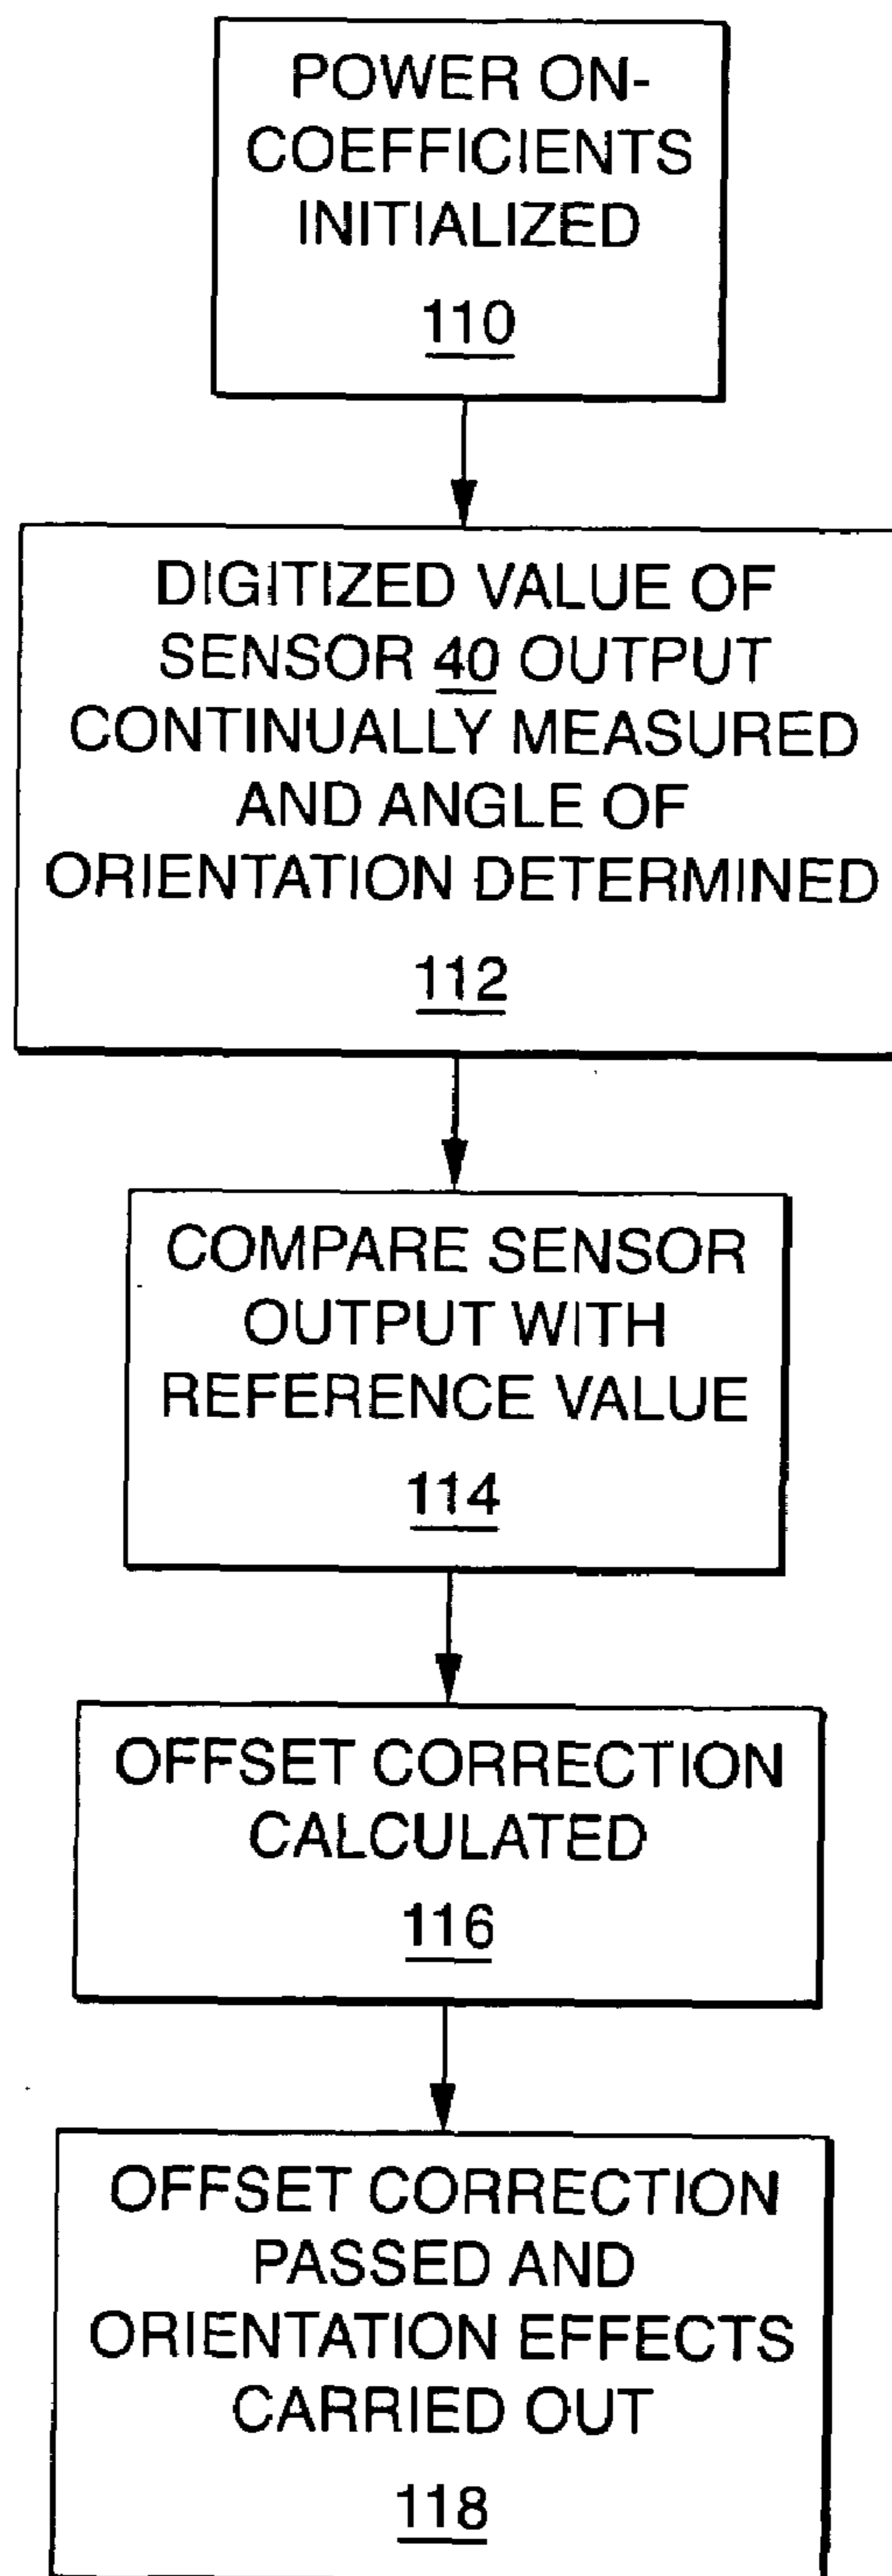 POWER ON-
COEFFICIENTS
INITIALIZED
110
DIGITIZED VALUE OF
SENSOR 40 OUTPUT
CONTINUALLY MEASURED
AND ANGLE OF
ORIENTATION DETERMINED
112
COMPARE SENSOR
OUTPUT WITH
REFERENCE VALUE
114
OFFSET CORRECTION
CALCULATED
116
OFFSET CORRECTION
PASSED AND
ORIENTATION EFFECTS
CARRIED OUT
118